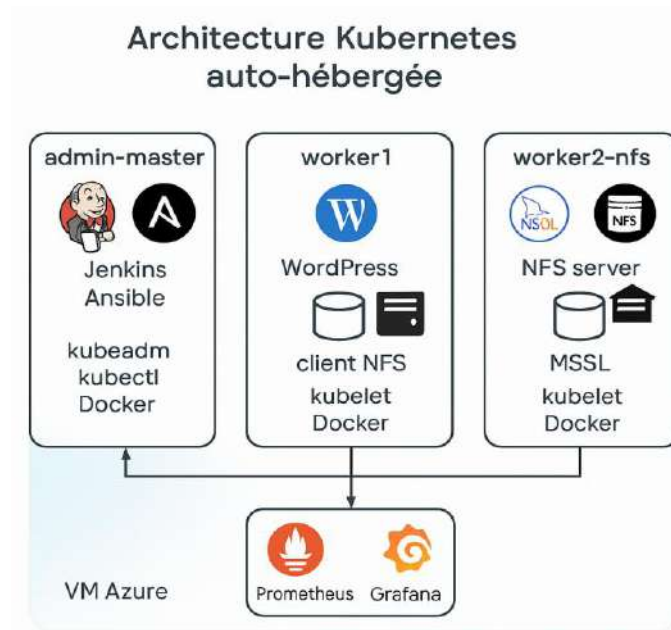 Architecture Kubernetes
auto-hébergée
admin-master
Jenkins
Ansible
kubeadm
kubectl
Docker
worker1
W
WordPress
client NFS
kubelet
Docker
worker2-nfs
NSOL
NFS
NFS server
MSSL
kubelet
Docker
VM Azure
Prometheus
Grafana